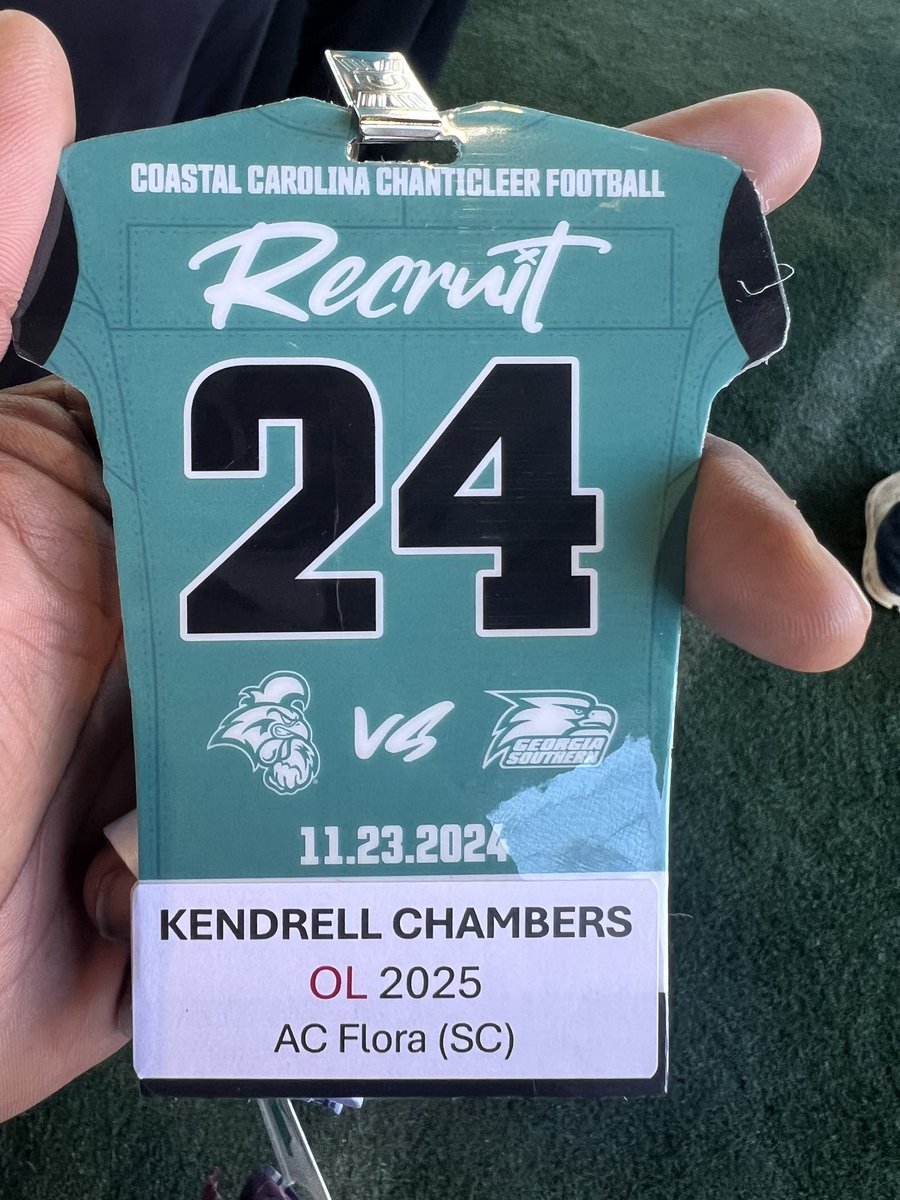 COASTAL CAROLINA CHANTICLEER FOOTBALL
Recruit
24
VS
GEORGIA
SOUTHERN
11.23.2024
KENDRELL CHAMBERS
OL 2025
AC Flora (SC)